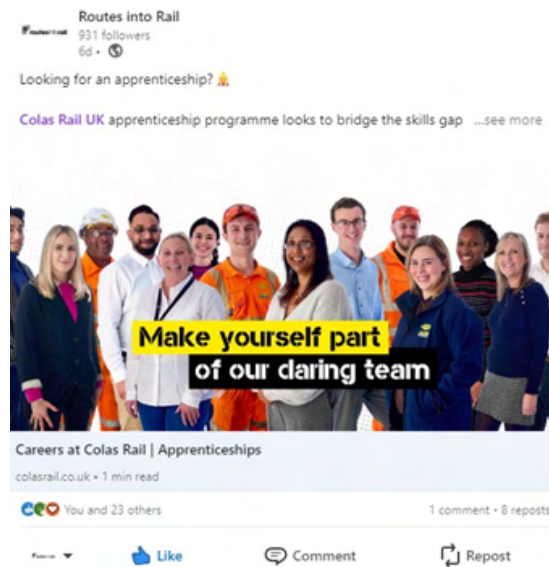 Routes into Rail
931 followers
6d •
Looking for an apprenticeship?
Colas Rail UK apprenticeship programme looks to bridge the skills gap ...see more
Make yourself part
of our daring team
Careers at Colas Rail | Apprenticeships
colasrail.co.uk • 1 min read
You and 23 others 1 comment • 8 reposts
Like Comment Repost